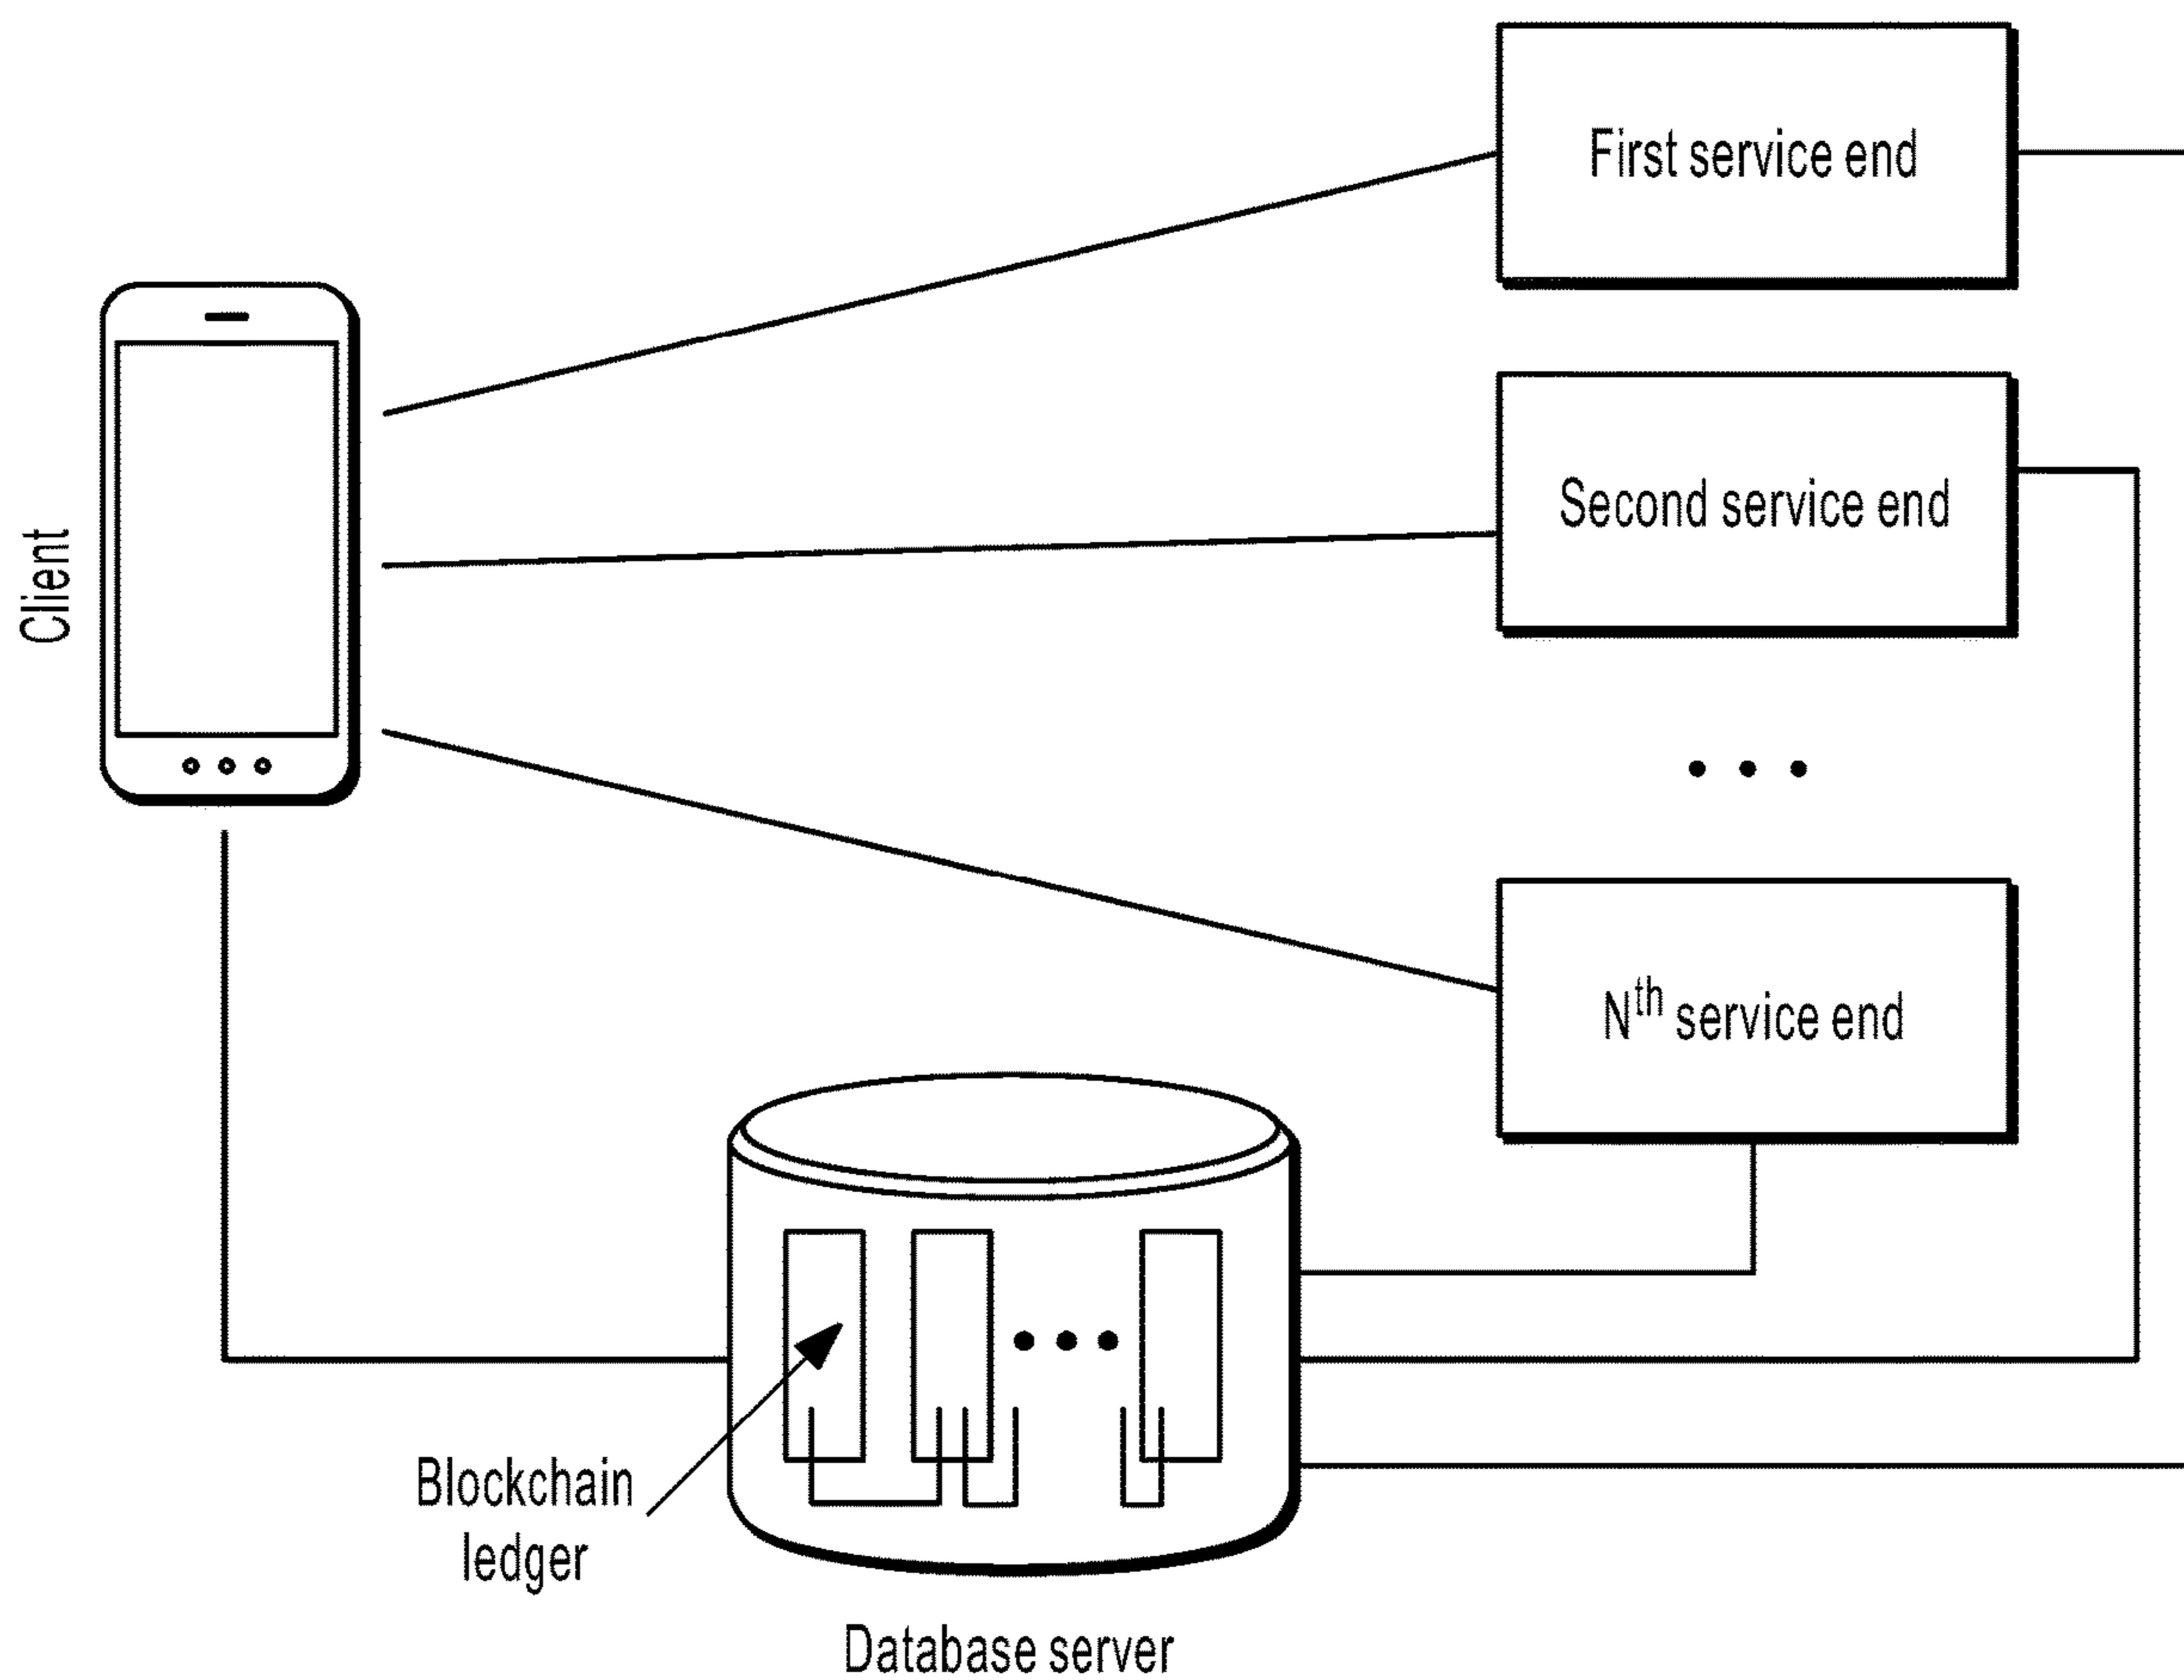 First service end
Second service end
Client
Nth service end
Blockchain
ledger
Database server